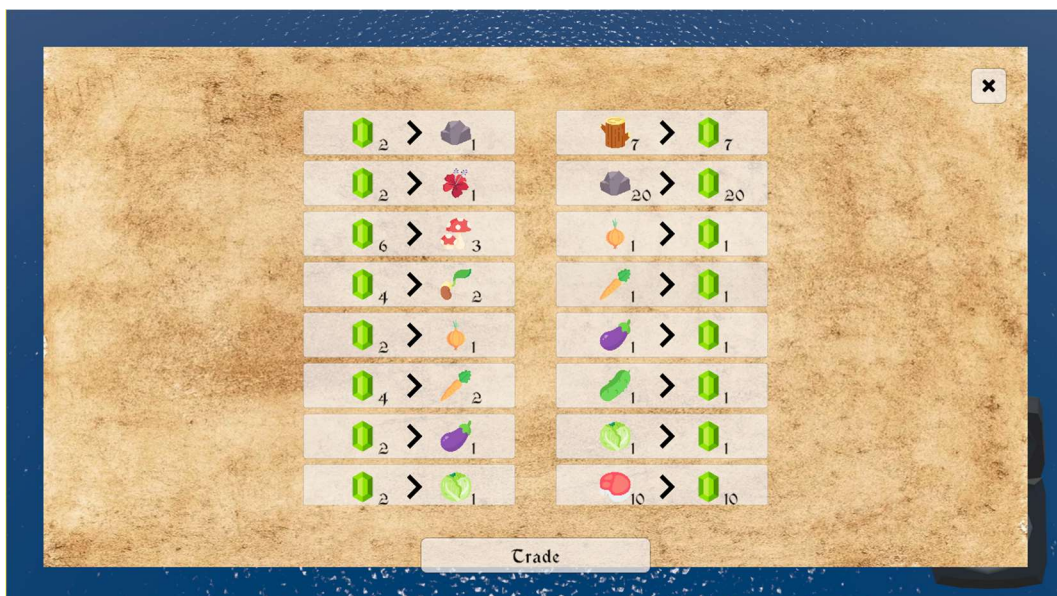 2 > 1 7 > 7
2 > 1 20 > 20
6 > 3 1 > 1
4 > 2 1 > 1
2 > 1 1 > 1
4 > 2 1 > 1
2 > 1 1 > 1
2 > 1 10 > 10
Trade